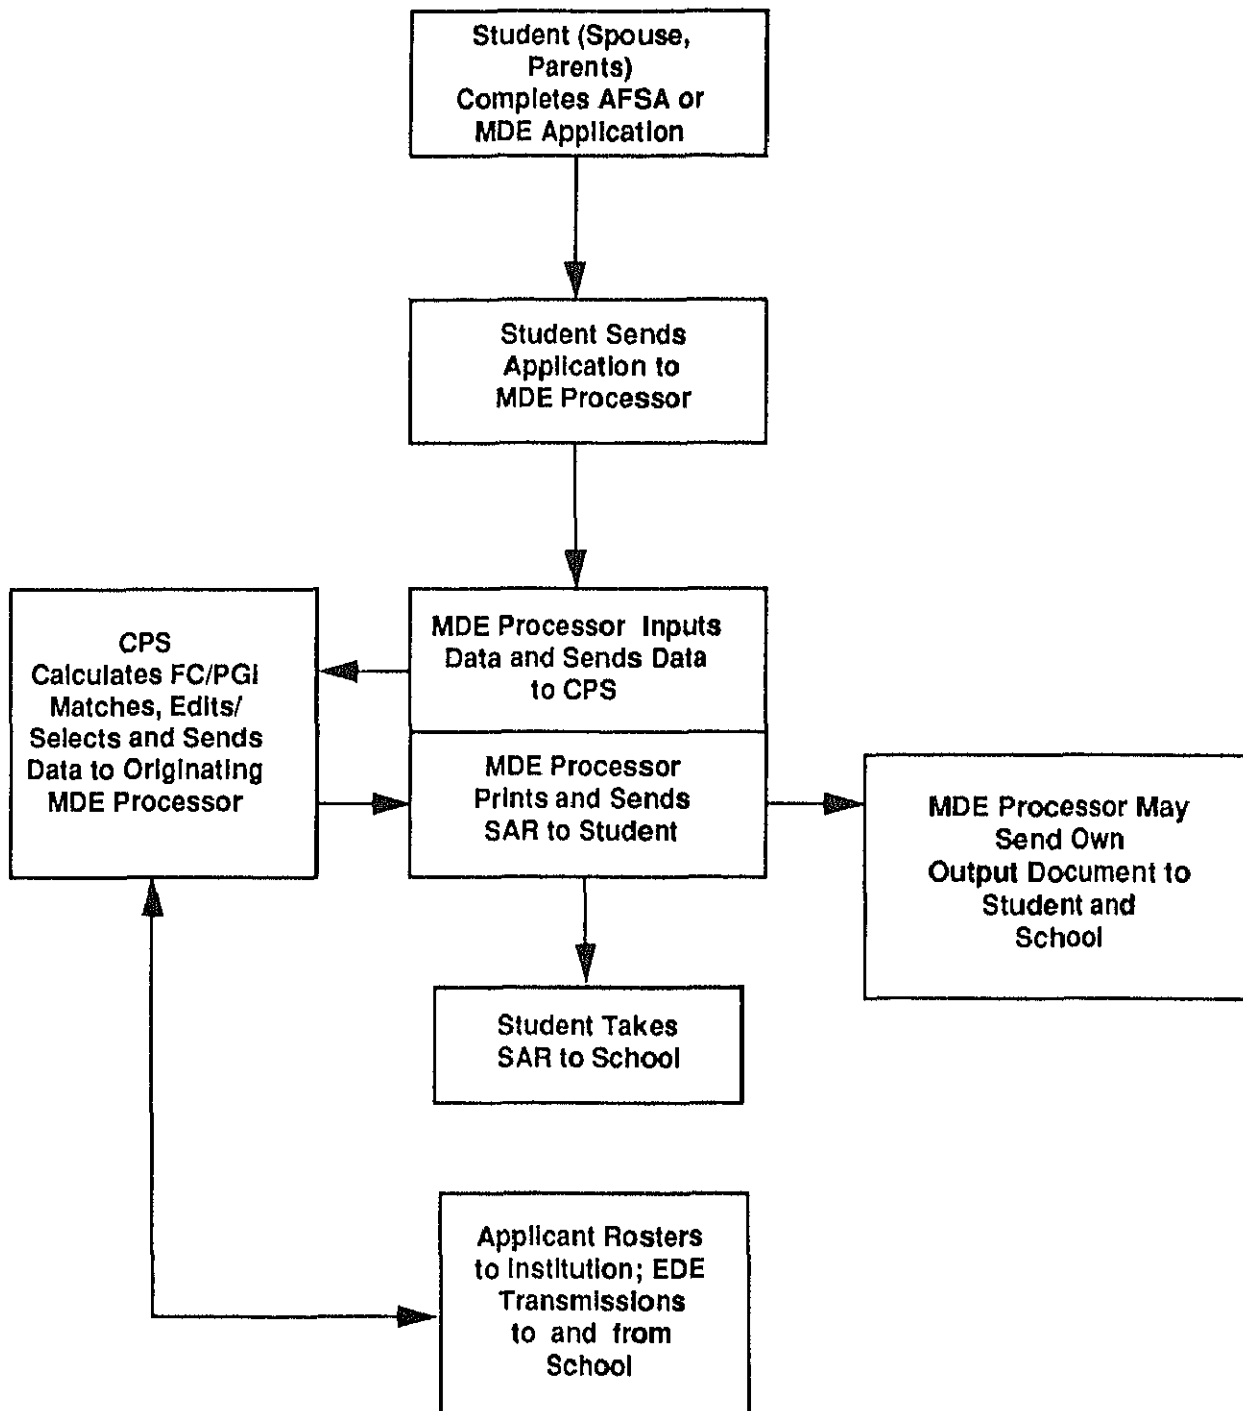 Student (Spouse,
Parents)
Completes AFSA or
MDE Application
Student Sends
Application to
MDE Processor
MDE Processor Inputs
Data and Sends Data
to CPS
CPS
Calculates FC/PGI
Matches, Edits/
Selects and Sends
Data to Originating
MDE Processor
MDE Processor
Prints and Sends
SAR to Student
MDE Processor May
Send Own
Output Document to
Student and
School
Student Takes
SAR to School
Applicant Rosters
to Institution; EDE
Transmissions
to and from
School